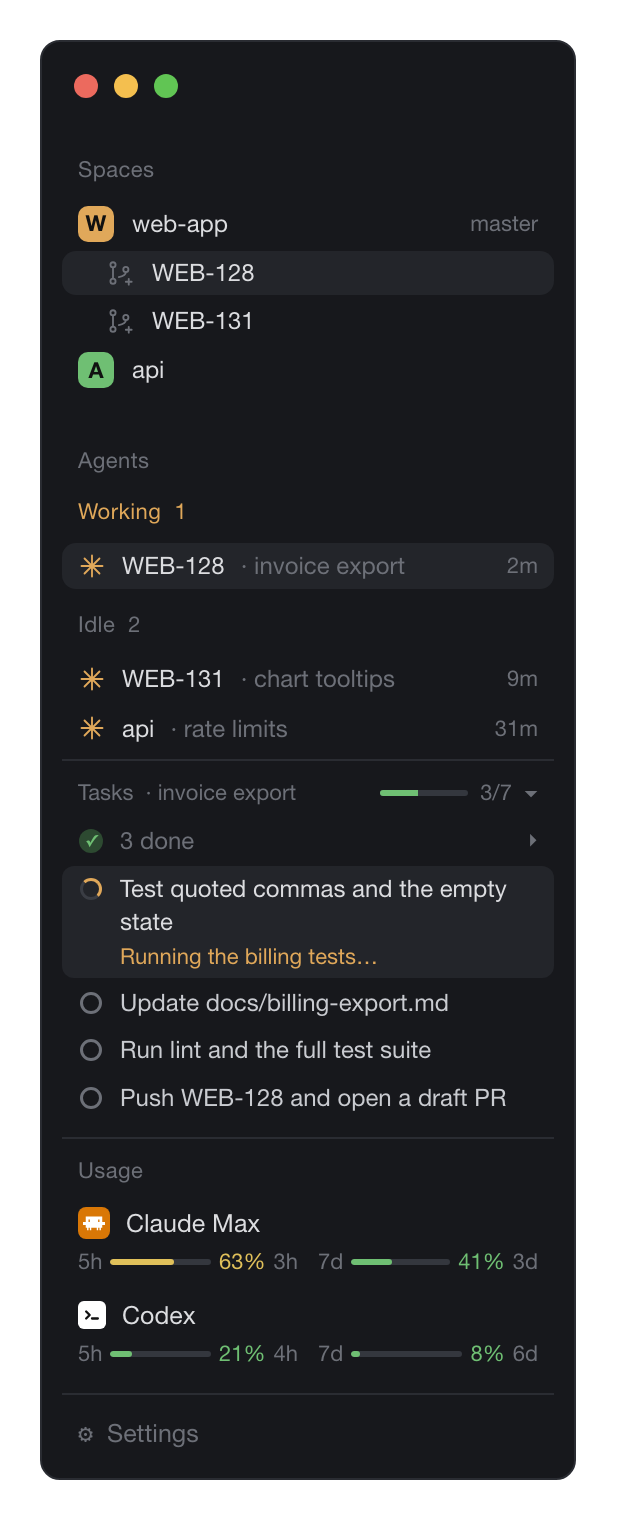 Spaces
W web-app master
WEB-128
WEB-131
A api
Agents
Working 1
WEB-128 · invoice export 2m
Idle 2
WEB-131 · chart tooltips 9m
api · rate limits 31m
Tasks · invoice export 3/7
3 done
Test quoted commas and the empty
state
Running the billing tests…
Update docs/billing-export.md
Run lint and the full test suite
Push WEB-128 and open a draft PR
Usage
Claude Max
5h 63% 3h 7d 41% 3d
Codex
5h 21% 4h 7d 8% 6d
Settings